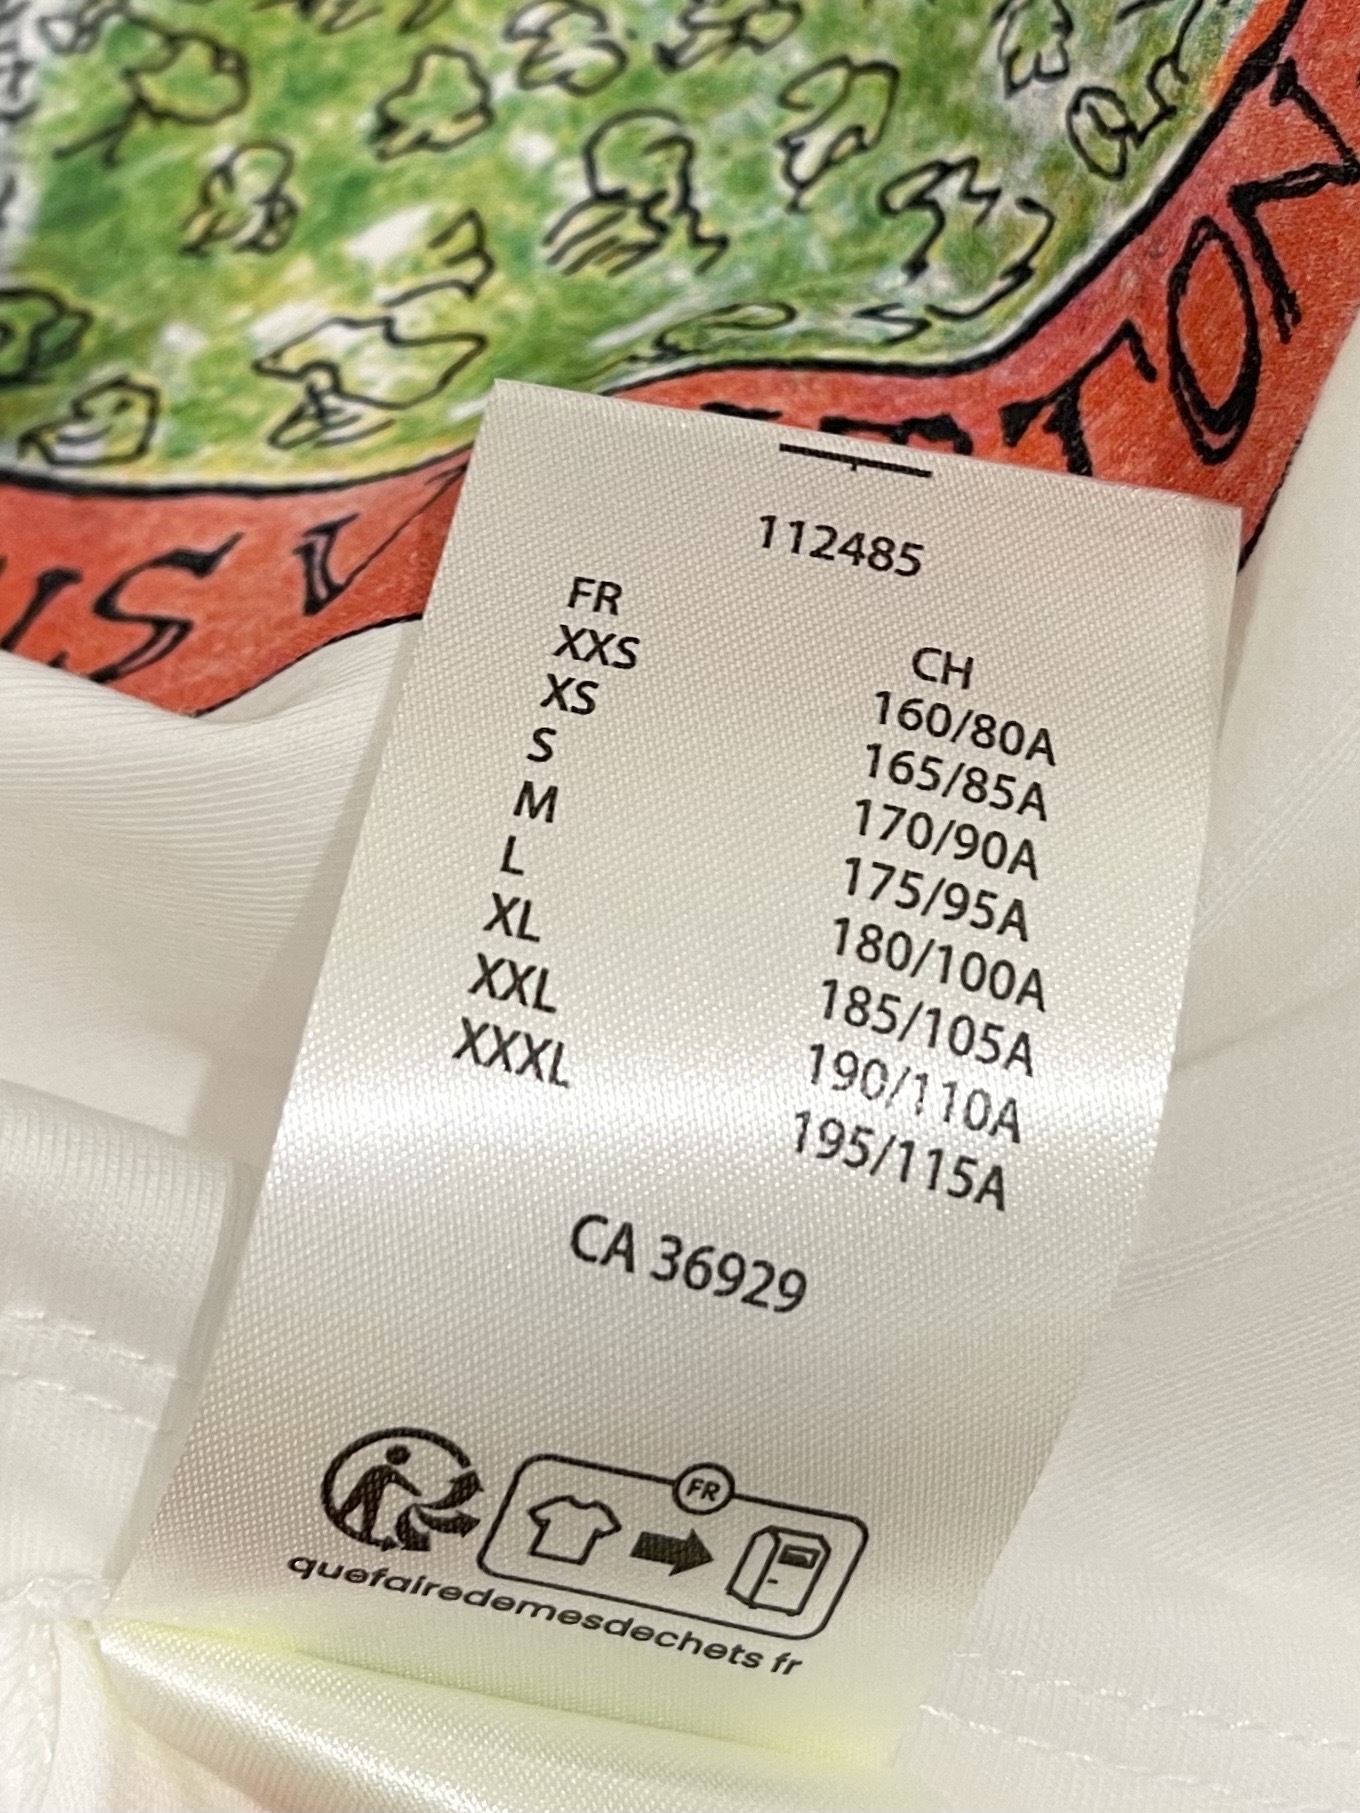 TON
112485
FR CH
XXS 160/80A
XS 165/85A
S 170/90A
M 175/95A
L 180/100A
XL 185/105A
XXL 190/110A
XXXL 195/115A
CA 36929
FR
quefairedemesdechets fr